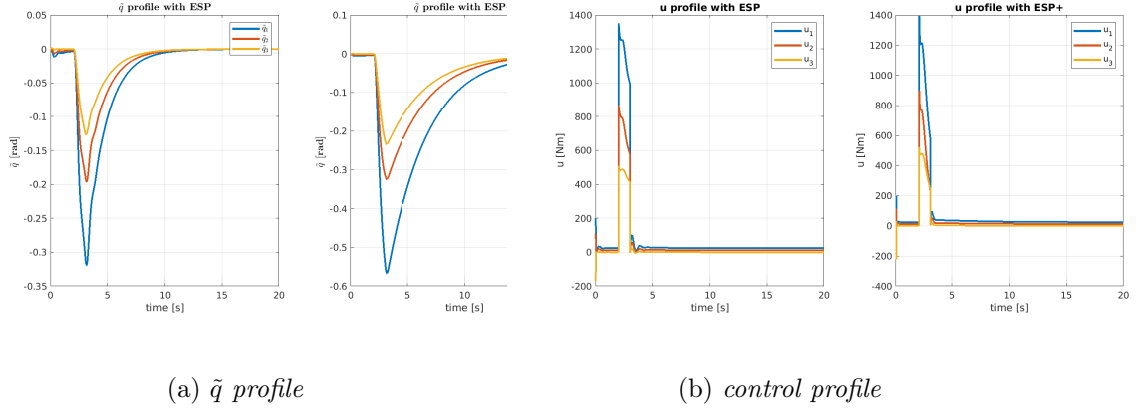 q̃ profile with ESP
q̃ profile with ESP
u profile with ESP
u profile with ESP+
q̃₁
q̃₂
q̃₃
u₁
u₂
u₃
u₁
u₂
u₃
0.05
0
-0.05
-0.1
-0.15
-0.2
-0.25
-0.3
-0.35
q̃ [rad]
0 5 10 15 20
time [s]
0.1
0
-0.1
-0.2
-0.3
-0.4
-0.5
-0.6
q̃ [rad]
0 5 10
time [s]
1400
1200
1000
800
600
400
200
0
-200
u [Nm]
0 5 10 15 20
time [s]
1400
1200
1000
800
600
400
200
0
-200
-400
u [Nm]
0 5 10 15 20
time [s]
(a) q̃ profile
(b) control profile